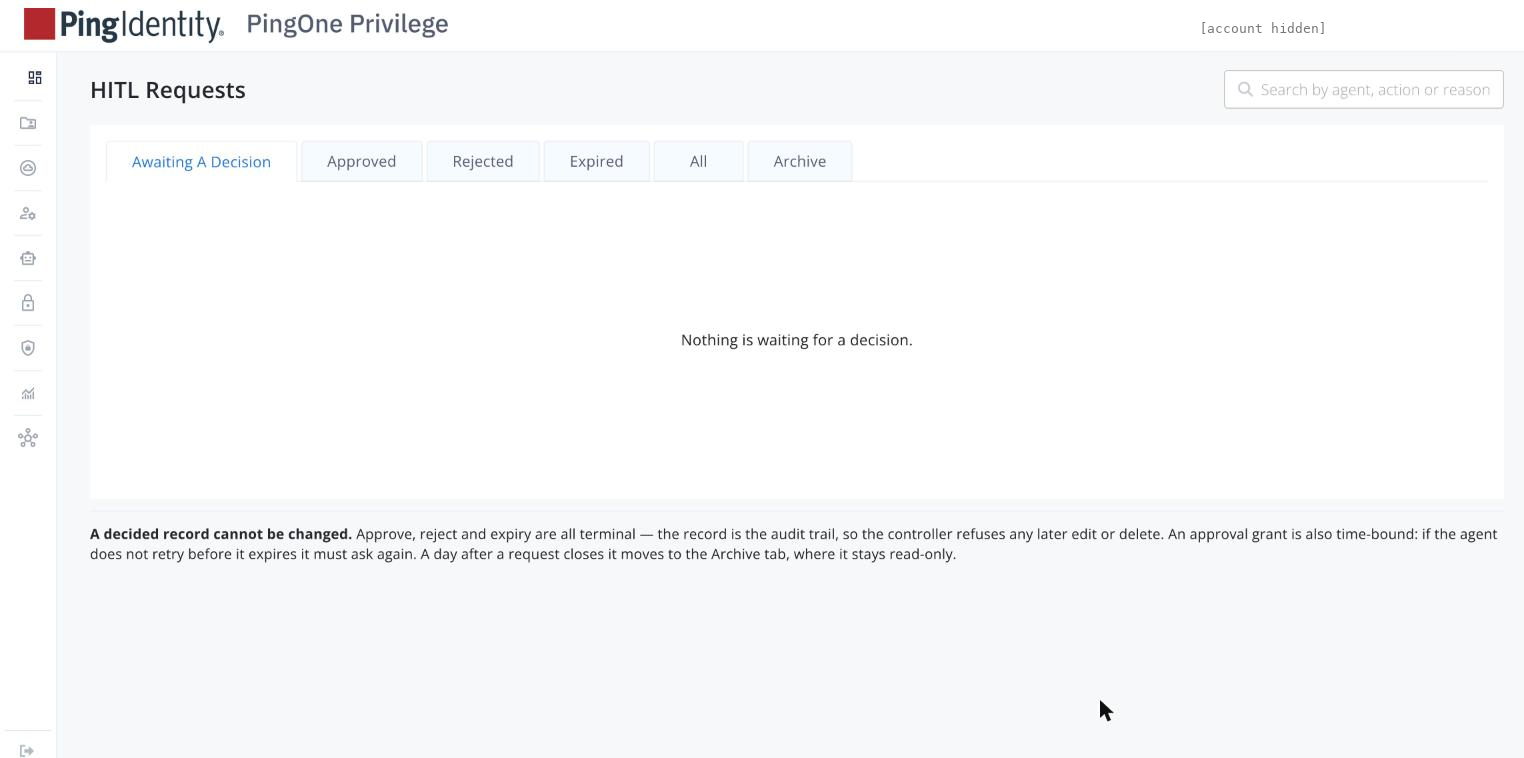 PingIdentity® PingOne Privilege
[account hidden]
HITL Requests
Search by agent, action or reason
Awaiting A Decision
Approved
Rejected
Expired
All
Archive
Nothing is waiting for a decision.
A decided record cannot be changed. Approve, reject and expiry are all terminal — the record is the audit trail, so the controller refuses any later edit or delete. An approval grant is also time-bound: if the agent
does not retry before it expires it must ask again. A day after a request closes it moves to the Archive tab, where it stays read-only.